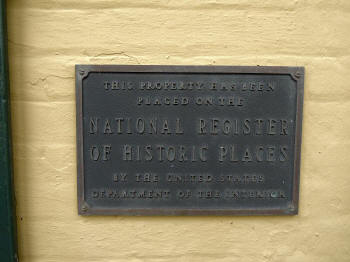 THIS PROPERTY HAS BEEN
PLACED ON THE
NATIONAL REGISTER
OF HISTORIC PLACES
BY THE UNITED STATES
DEPARTMENT OF THE INTERIOR